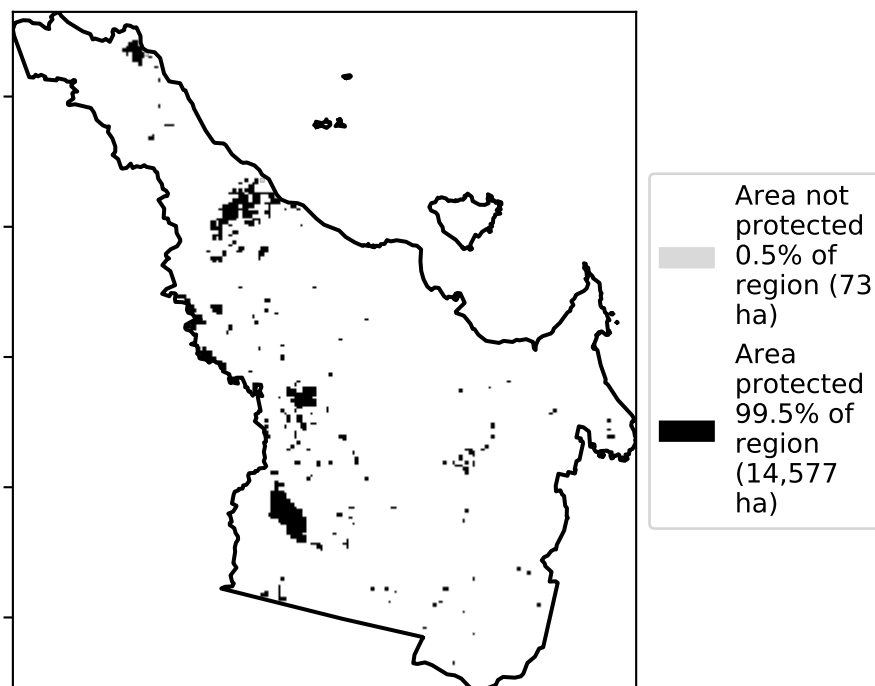 Area not
protected
0.5% of
region (73
ha)
Area
protected
99.5% of
region
(14,577
ha)